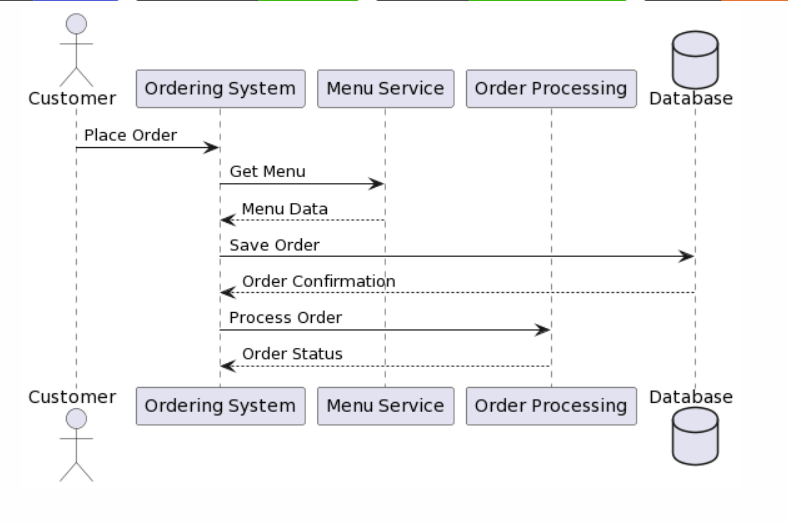 Customer
Ordering System
Menu Service
Order Processing
Database
Place Order
Get Menu
Menu Data
Save Order
Order Confirmation
Process Order
Order Status
Customer
Ordering System
Menu Service
Order Processing
Database